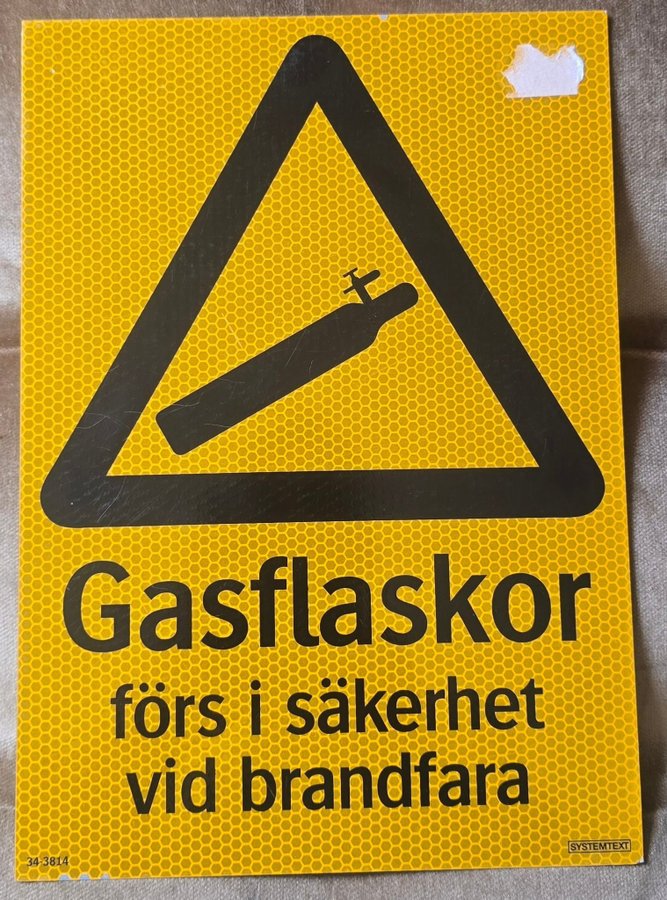 Gasflaskor
förs i säkerhet
vid brandfara
34-3814
SYSTEMTEXT